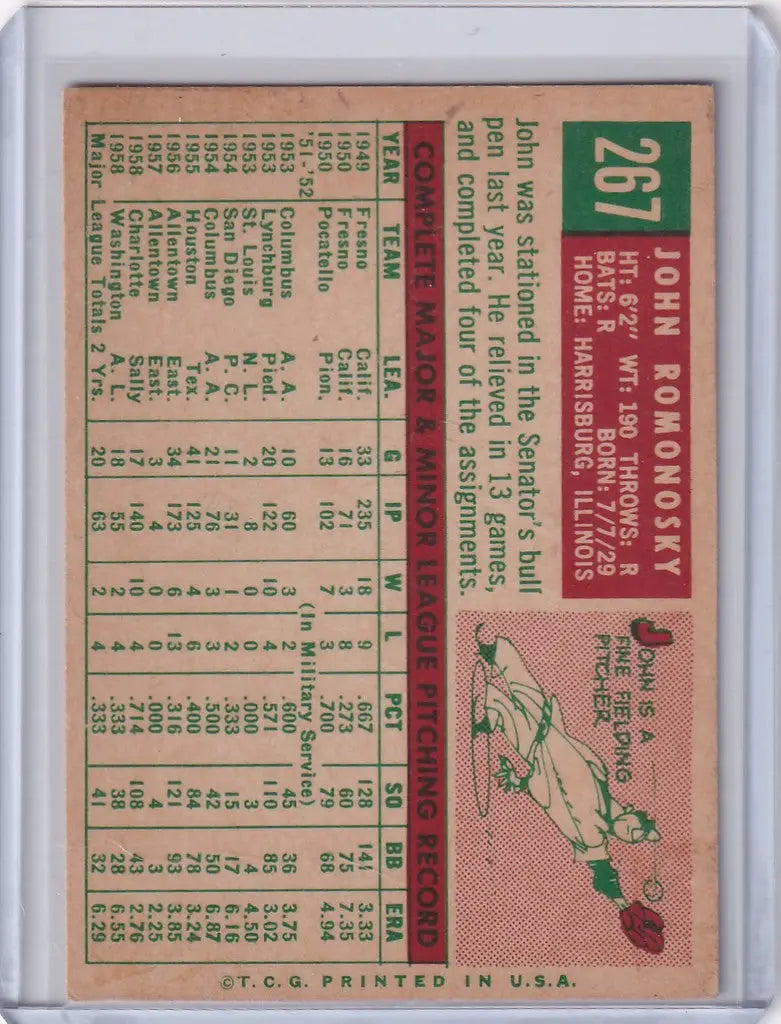 267
JOHN ROMONOSKY
HT: 6'2" WT: 190 THROWS: R
BATS: R BORN: 7/7/29
HOME: HARRISBURG, ILLINOIS
JOHN IS A
FINE FIELDING
PITCHER
John was stationed in the Senator's bull
pen last year. He relieved in 13 games,
and completed four of the assignments.
COMPLETE MAJOR & MINOR LEAGUE PITCHING RECORD
YEAR TEAM LEA. G IP W L PCT SO BB ERA
1949 Fresno Calif. 33 235 18 9 .667 128 141 3.33
1950 Fresno Calif. 16 71 3 8 .273 60 75 7.35
1950 Pocatello Pion. 13 102 7 3 .700 79 68 4.94
'51-'52 (In Military Service)
1953 Columbus A. A. 10 60 3 2 .600 45 36 3.75
1953 Lynchburg Pied. 20 122 10 4 .571 110 85 3.02
1953 St. Louis N. L. 2 8 0 0 .000 3 4 4.50
1954 San Diego P. C. 11 31 1 2 .333 15 17 6.16
1954 Columbus A. A. 21 76 3 3 .500 42 50 6.87
1955 Houston Tex. 41 125 4 6 .400 84 78 3.24
1956 Allentown East. 34 173 6 13 .316 121 93 3.85
1957 Allentown East. 3 4 0 0 .000 4 3 2.25
1958 Charlotte Sally 17 140 10 4 .714 108 43 2.76
1958 Washington A. L. 18 55 2 4 .333 38 28 6.55
Major League Totals 2 Yrs. 20 63 2 4 .333 41 32 6.29
©T.C.G. PRINTED IN U.S.A.